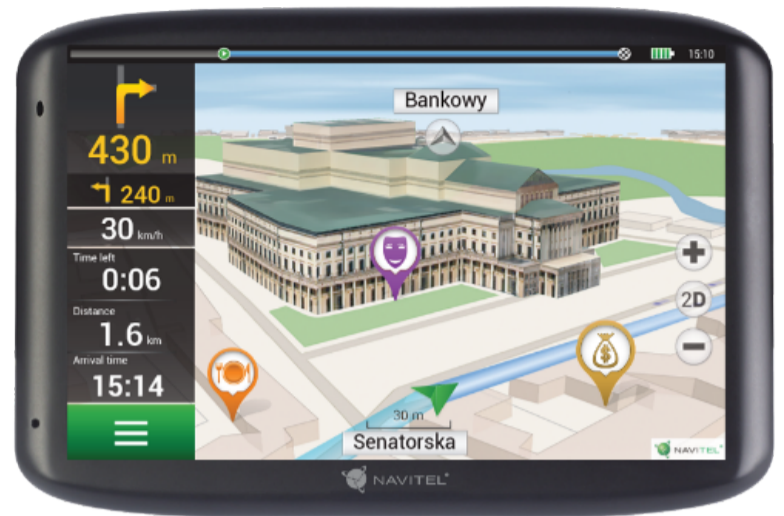 15:10
430 m
240 m
30 km/h
Time left
0:06
Distance
1.6 km
Arrival time
15:14
Bankowy
2D
30 m
Senatorska
NAVITEL®
NAVITEL®